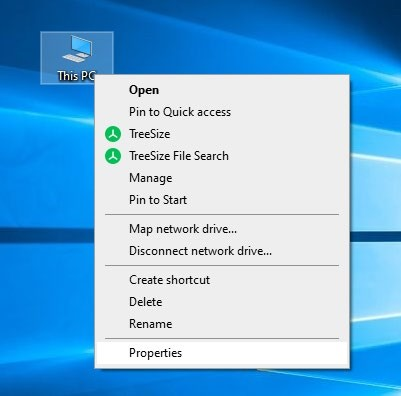 This PC
Open
Pin to Quick access
TreeSize
TreeSize File Search
Manage
Pin to Start
Map network drive...
Disconnect network drive...
Create shortcut
Delete
Rename
Properties